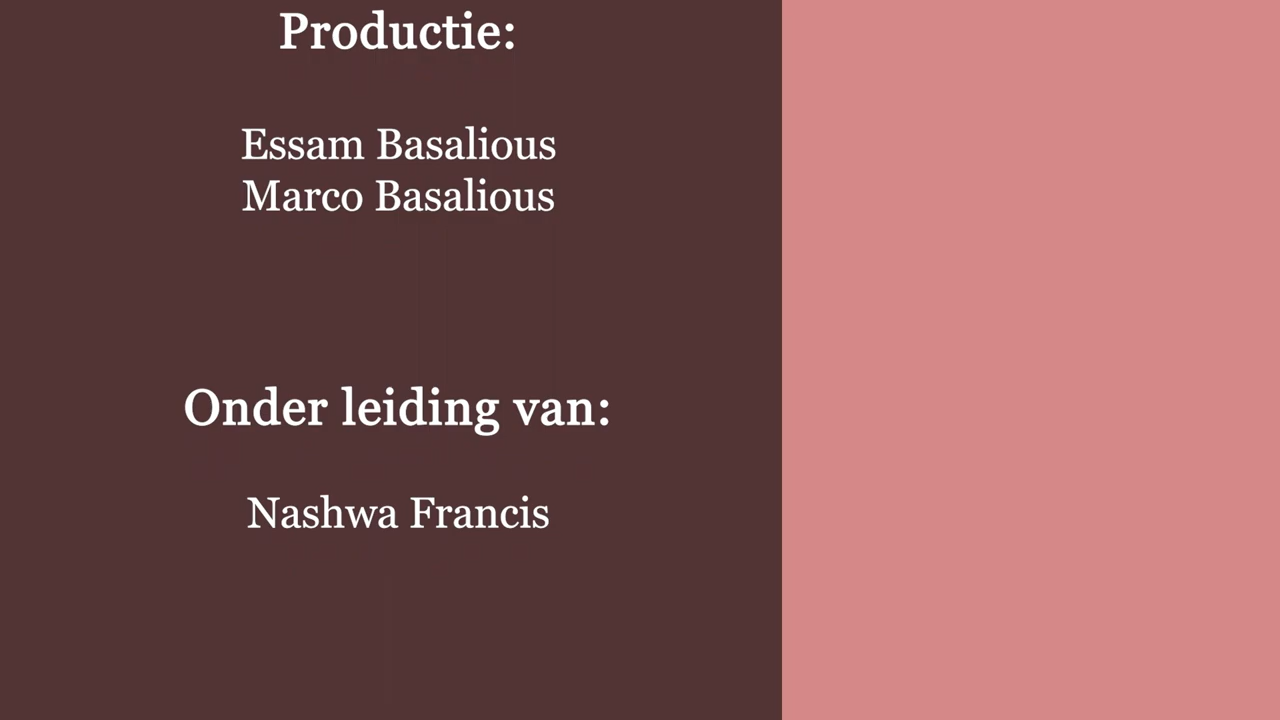 Productie:
Essam Basalious
Marco Basalious
Onder leiding van:
Nashwa Francis